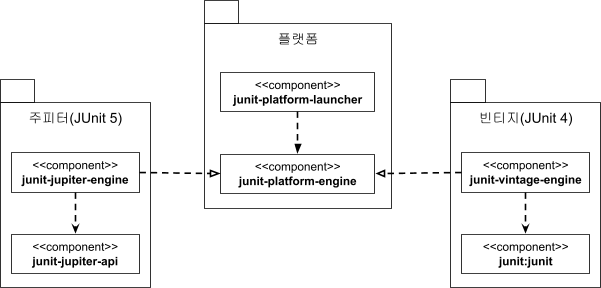 플랫폼
<<component>>
junit-platform-launcher
<<component>>
junit-platform-engine
주피터(JUnit 5)
<<component>>
junit-jupiter-engine
<<component>>
junit-jupiter-api
빈티지(JUnit 4)
<<component>>
junit-vintage-engine
<<component>>
junit:junit